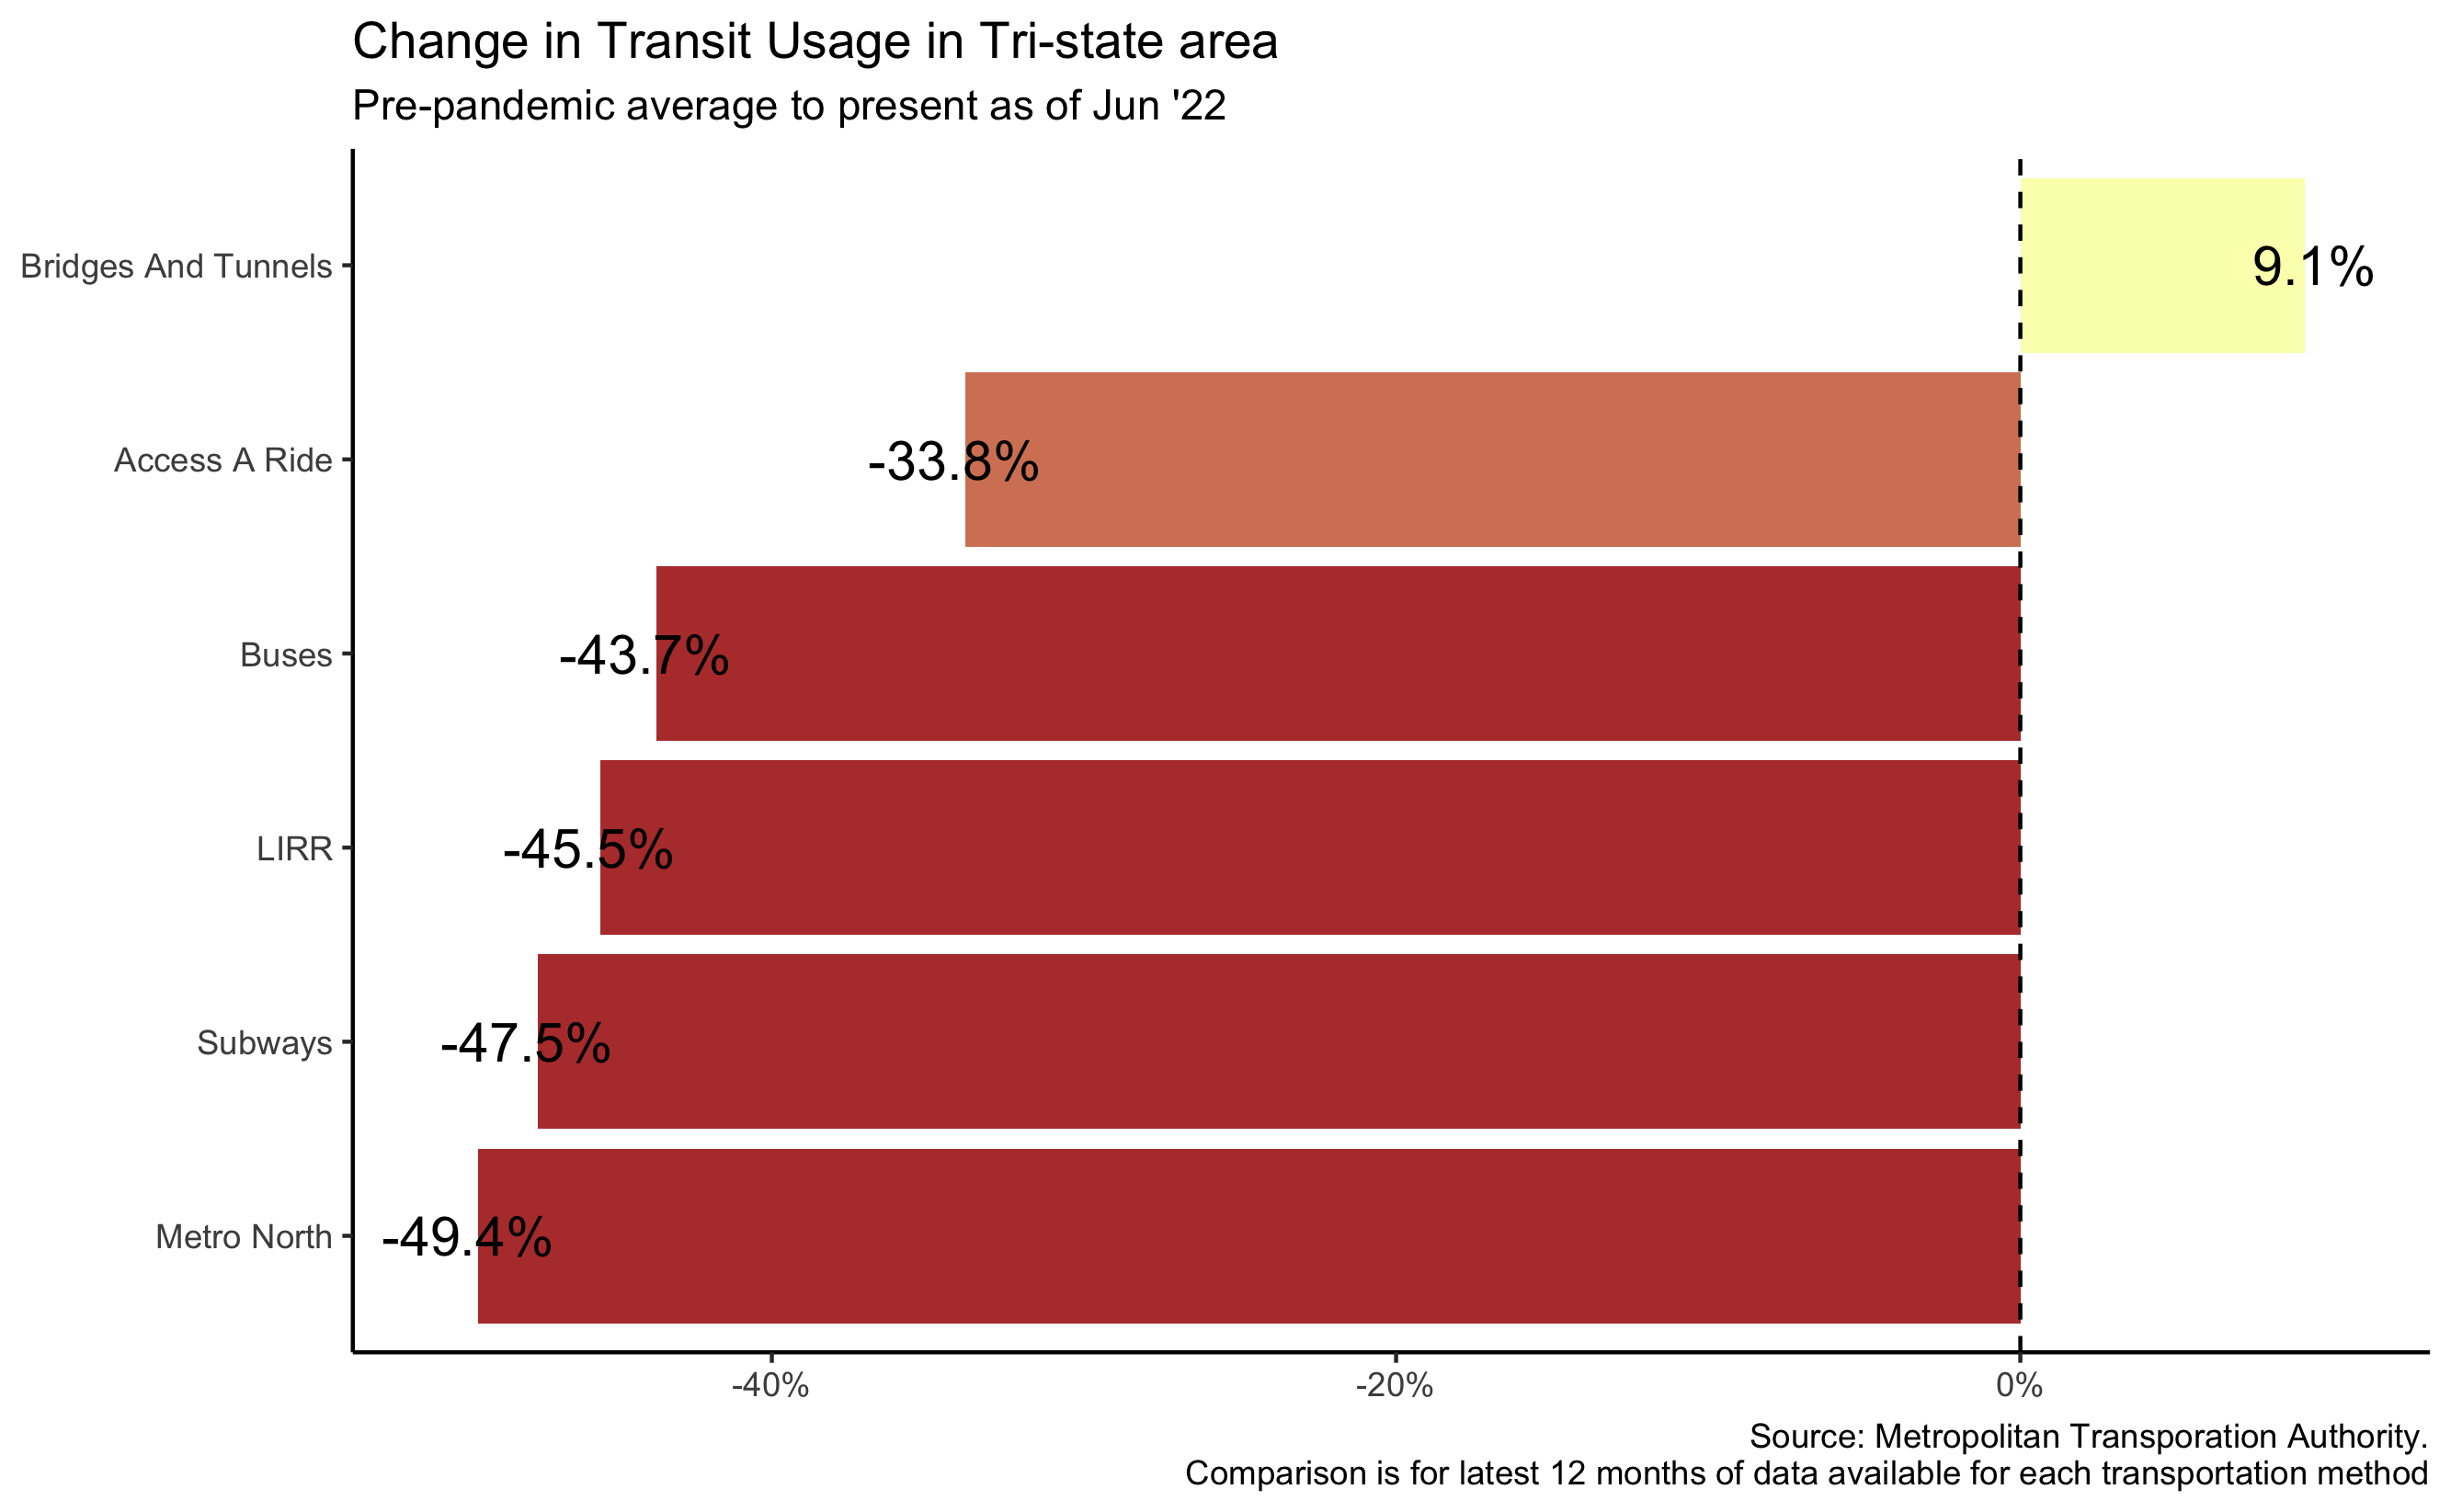 Change in Transit Usage in Tri-state area
Pre-pandemic average to present as of Jun '22
Bridges And Tunnels
9.1%
Access A Ride
-33.8%
Buses
-43.7%
LIRR
-45.5%
Subways
-47.5%
Metro North
-49.4%
-40%
-20%
0%
Source: Metropolitan Transporation Authority.
Comparison is for latest 12 months of data available for each transportation method